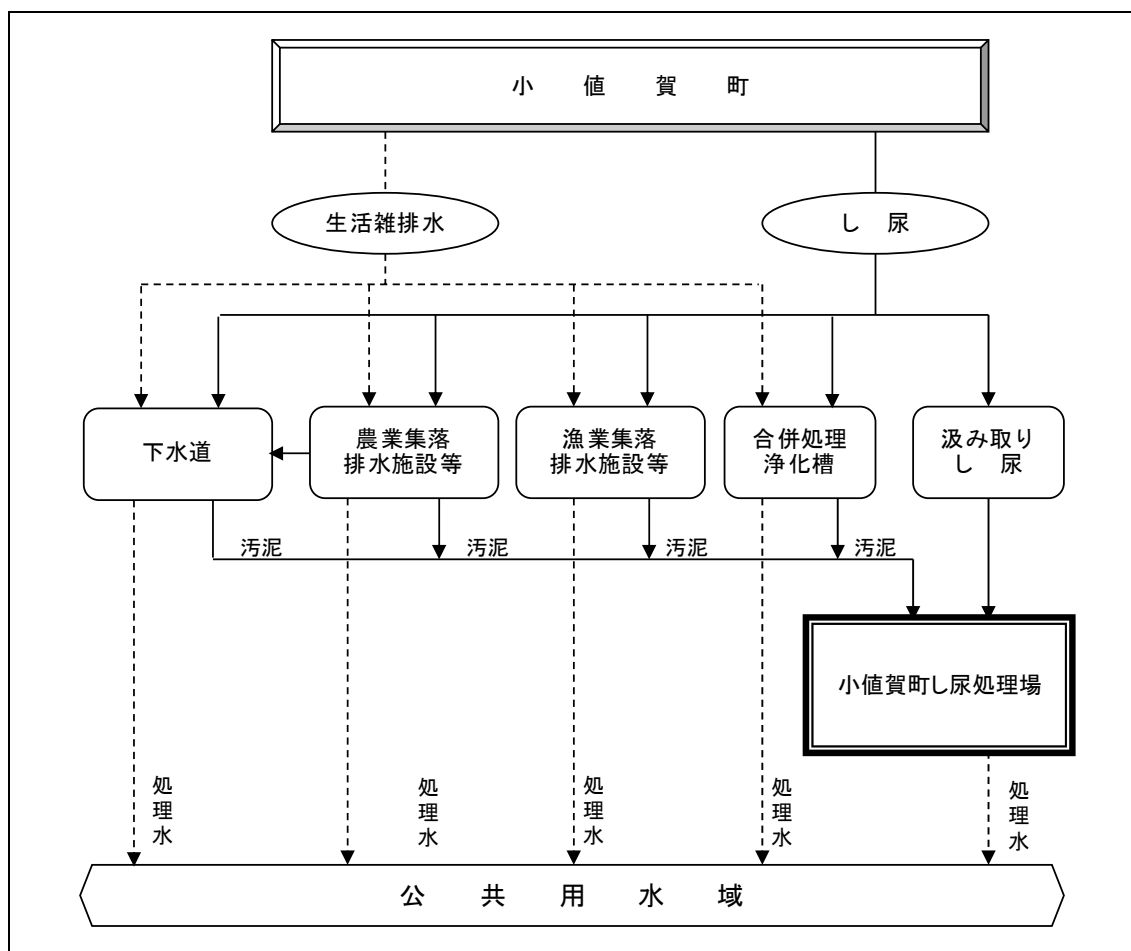 小値賀町
生活雑排水
し尿
下水道
農業集落
排水施設等
漁業集落
排水施設等
合併処理
浄化槽
汲み取り
し尿
汚泥
汚泥
汚泥
汚泥
小値賀町し尿処理場
処理水
処理水
処理水
処理水
処理水
公共用水域